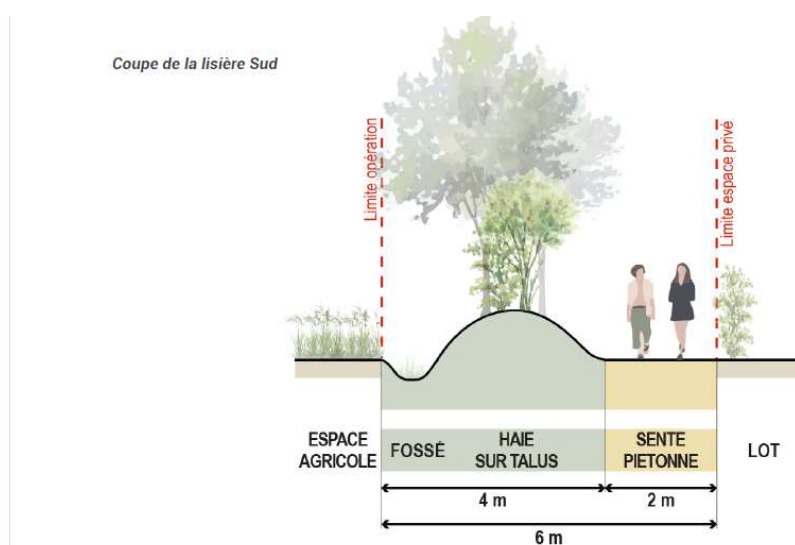 Coupe de la lisière Sud
Limite opération
Limite espace privé
ESPACE
AGRICOLE
FOSSÉ
HAIE
SUR TALUS
SENTE
PIETONNE
LOT
4 m
2 m
6 m